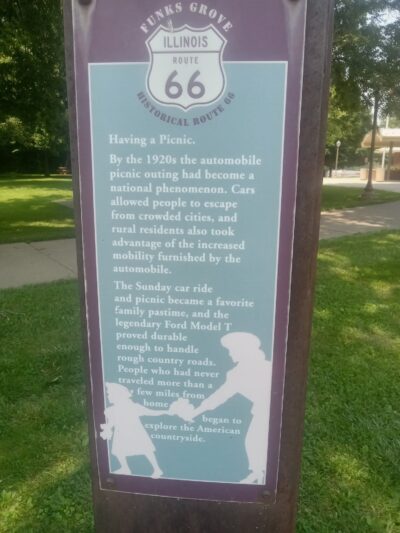 FUNKS GROVE
ILLINOIS
ROUTE
66
HISTORICAL ROUTE 66
Having a Picnic.
By the 1920s the automobile
picnic outing had become a
national phenomenon. Cars
allowed people to escape
from crowded cities, and
rural residents also took
advantage of the increased
mobility furnished by the
automobile.
The Sunday car ride
and picnic became a favorite
family pastime, and the
legendary Ford Model T
proved durable
enough to handle
rough country roads.
People who had never
traveled more than a
few miles from
home
began to
explore the American
countryside.